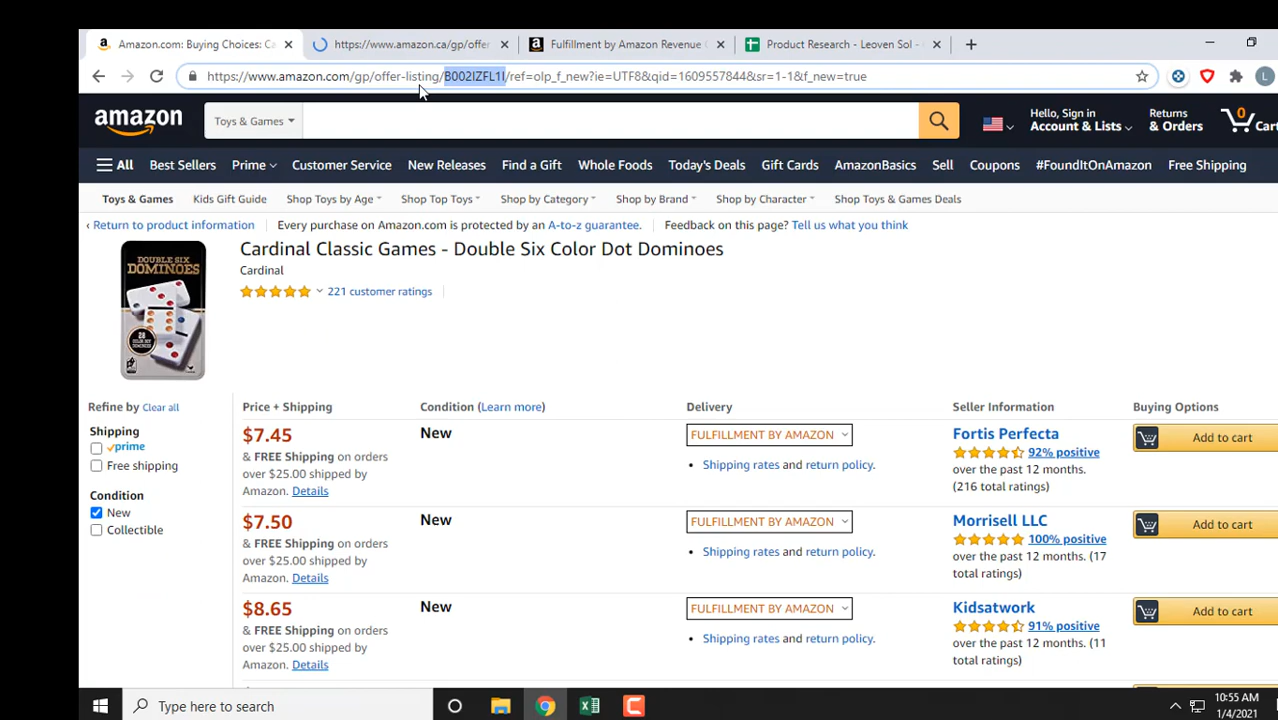 Amazon.com: Buying Choices: Ca
https://www.amazon.ca/gp/offer
Fulfillment by Amazon Revenue C
Product Research - Leoven Sol -
https://www.amazon.com/gp/offer-listing/B002IZFL1I/ref=olp_f_new?ie=UTF8&qid=1609557844&sr=1-1&f_new=true
L
amazon
Toys & Games
Hello, Sign in
Account & Lists
Returns
& Orders
0
Cart
All
Best Sellers
Prime
Customer Service
New Releases
Find a Gift
Whole Foods
Today's Deals
Gift Cards
AmazonBasics
Sell
Coupons
#FoundItOnAmazon
Free Shipping
Toys & Games
Kids Gift Guide
Shop Toys by Age
Shop Top Toys
Shop by Category
Shop by Brand
Shop by Character
Shop Toys & Games Deals
‹ Return to product information
Every purchase on Amazon.com is protected by an A-to-z guarantee.
Feedback on this page? Tell us what you think
DOUBLE SIX
DOMINOES
Cardinal Classic Games - Double Six Color Dot Dominoes
Cardinal
221 customer ratings
Refine by Clear all
Shipping
prime
Free shipping
Condition
New
Collectible
Price + Shipping
Condition (Learn more)
Delivery
Seller Information
Buying Options
$7.45
& FREE Shipping on orders
over $25.00 shipped by
Amazon. Details
New
FULFILLMENT BY AMAZON
• Shipping rates and return policy.
Fortis Perfecta
92% positive
over the past 12 months.
(216 total ratings)
Add to cart
$7.50
& FREE Shipping on orders
over $25.00 shipped by
Amazon. Details
New
FULFILLMENT BY AMAZON
• Shipping rates and return policy.
Morrisell LLC
100% positive
over the past 12 months. (17
total ratings)
Add to cart
$8.65
& FREE Shipping on orders
over $25.00 shipped by
Amazon. Details
New
FULFILLMENT BY AMAZON
• Shipping rates and return policy.
Kidsatwork
91% positive
over the past 12 months. (11
total ratings)
Add to cart
Type here to search
10:55 AM
1/4/2021